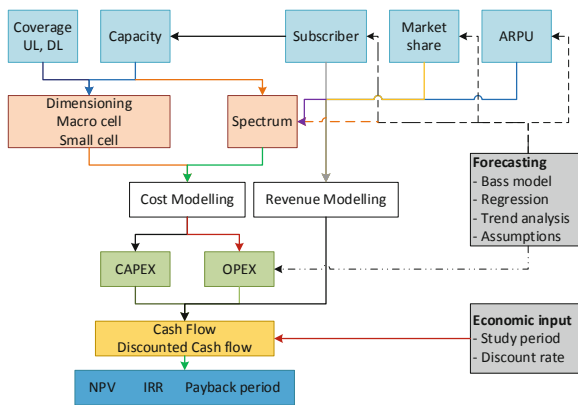 Coverage
UL, DL
Capacity
Subscriber
Market
share
ARPU
Dimensioning
Macro cell
Small cell
Spectrum
Forecasting
- Bass model
- Regression
- Trend analysis
- Assumptions
Cost Modelling
Revenue Modelling
CAPEX
OPEX
Cash Flow
Discounted Cash flow
Economic input
- Study period
- Discount rate
NPV IRR Payback period